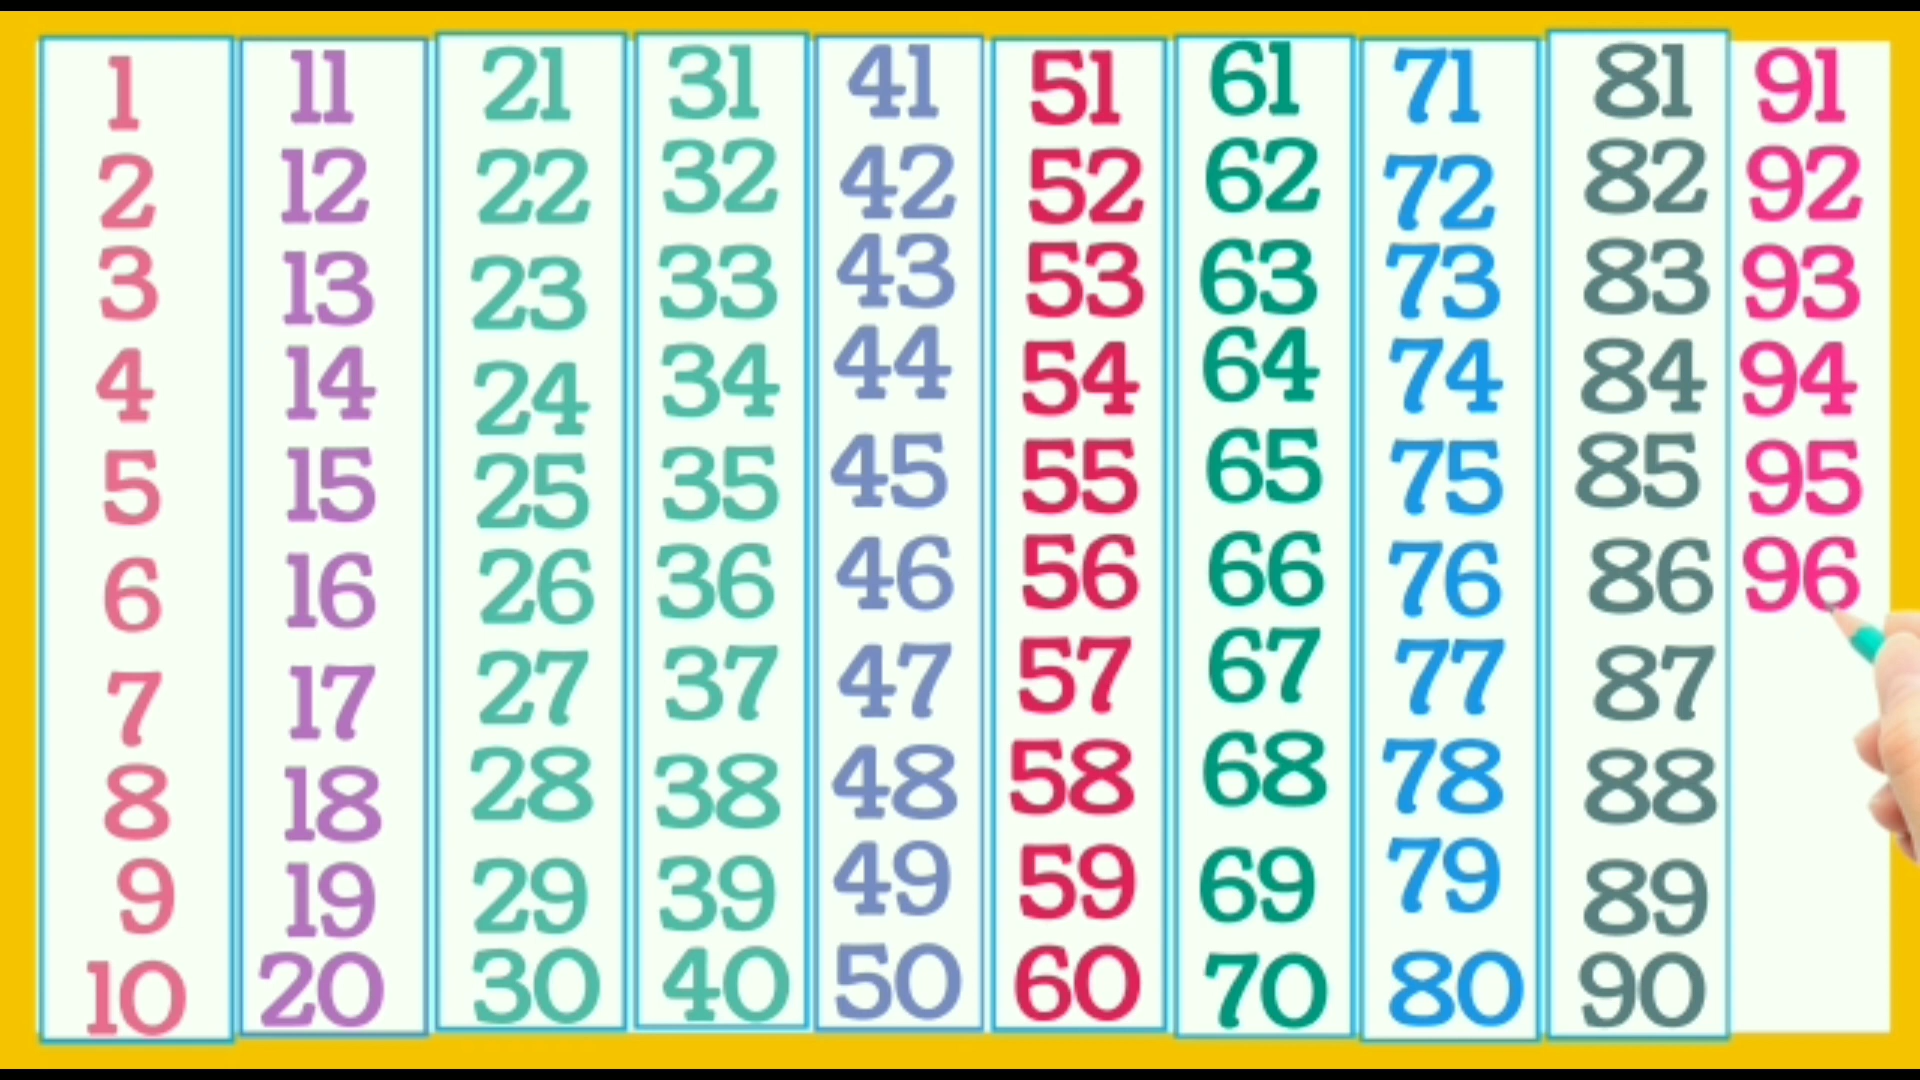 1 11 21 31 41 51 61 71 81 91
2 12 22 32 42 52 62 72 82 92
3 13 23 33 43 53 63 73 83 93
4 14 24 34 44 54 64 74 84 94
5 15 25 35 45 55 65 75 85 95
6 16 26 36 46 56 66 76 86 96
7 17 27 37 47 57 67 77 87
8 18 28 38 48 58 68 78 88
9 19 29 39 49 59 69 79 89
10 20 30 40 50 60 70 80 90